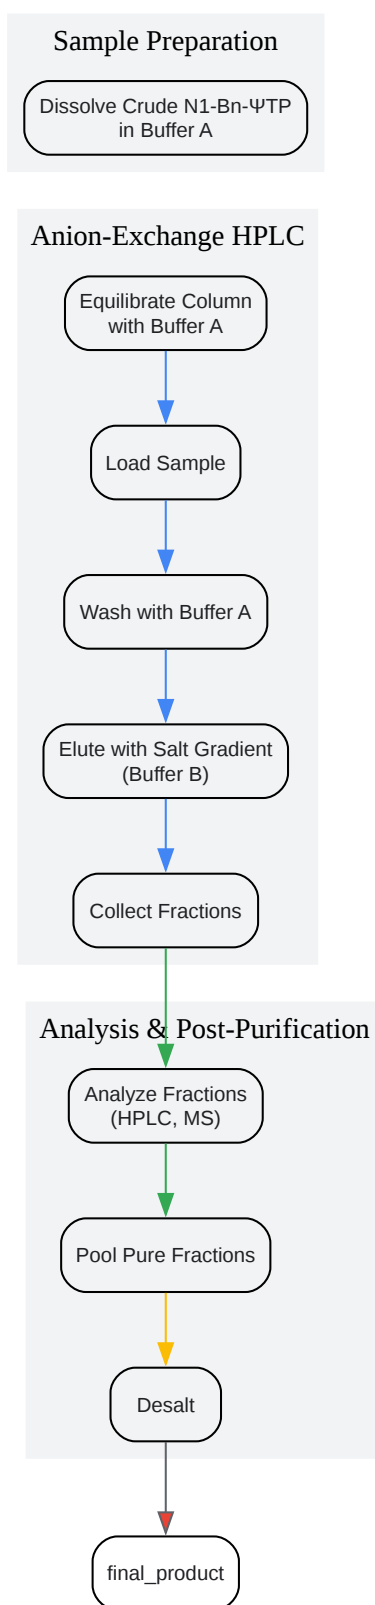 Sample Preparation
Dissolve Crude N1-Bn-ΨTP
in Buffer A
Anion-Exchange HPLC
Equilibrate Column
with Buffer A
Load Sample
Wash with Buffer A
Elute with Salt Gradient
(Buffer B)
Collect Fractions
Analysis & Post-Purification
Analyze Fractions
(HPLC, MS)
Pool Pure Fractions
Desalt
final_product